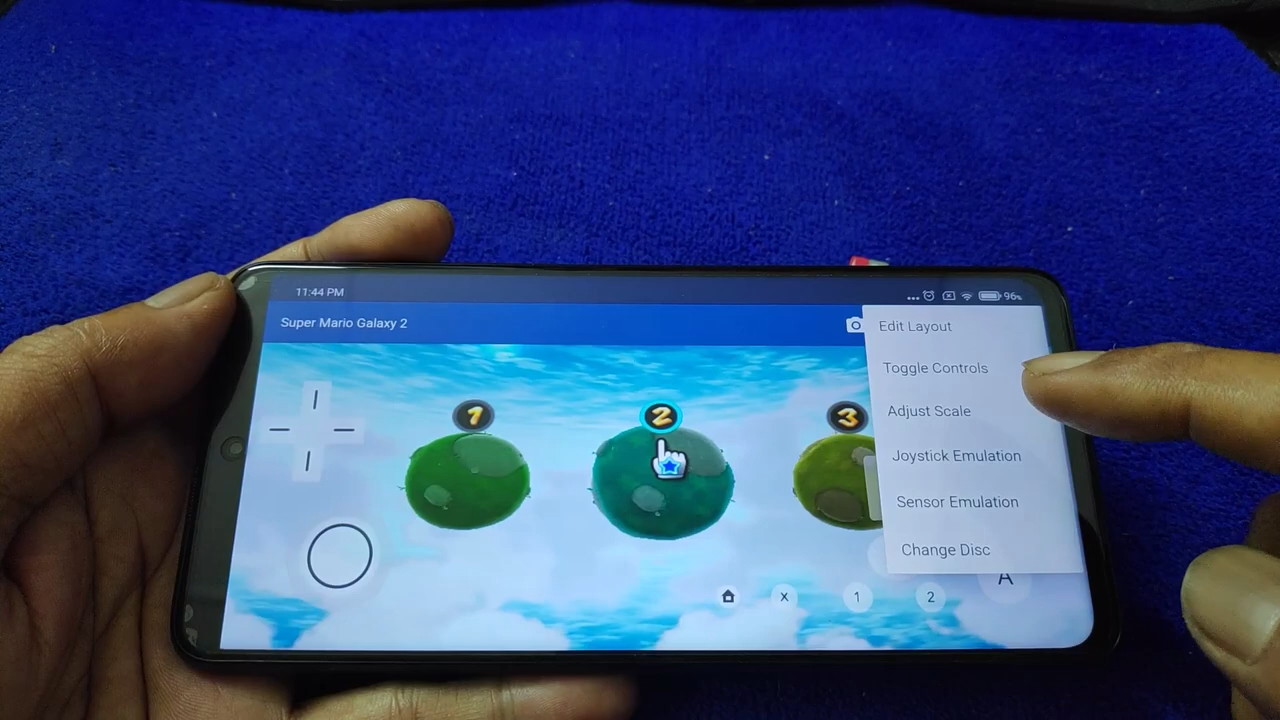 11:44 PM
96%
Super Mario Galaxy 2
Edit Layout
Toggle Controls
Adjust Scale
Joystick Emulation
Sensor Emulation
Change Disc
1
2
3
X
1
2
A